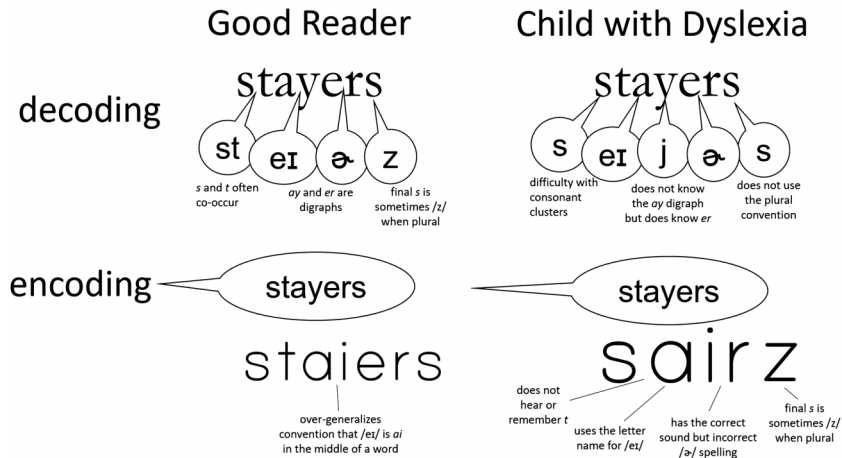 Good Reader
Child with Dyslexia
decoding
stayers
stayers
st
eɪ
ɚ
z
s
eɪ
j
ɚ
s
s and t often
co-occur
ay and er are
digraphs
final s is
sometimes /z/
when plural
difficulty with
consonant
clusters
does not know
the ay digraph
but does know er
does not use
the plural
convention
encoding
stayers
stayers
staiers
sairz
over-generalizes
convention that /eɪ/ is ai
in the middle of a word
does not
hear or
remember t
uses the letter
name for /eɪ/
has the correct
sound but incorrect
/ɚ/ spelling
final s is
sometimes /z/
when plural